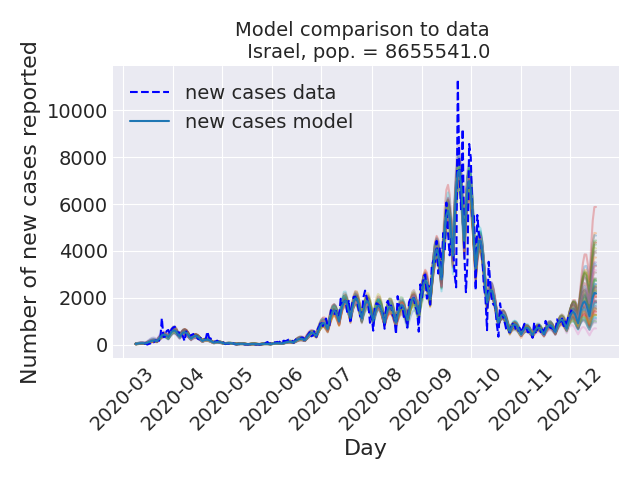 Model comparison to data
Israel, pop. = 8655541.0
Number of new cases reported
new cases data
new cases model
10000
8000
6000
4000
2000
0
2020-03
2020-04
2020-05
2020-06
2020-07
2020-08
2020-09
2020-10
2020-11
2020-12
Day